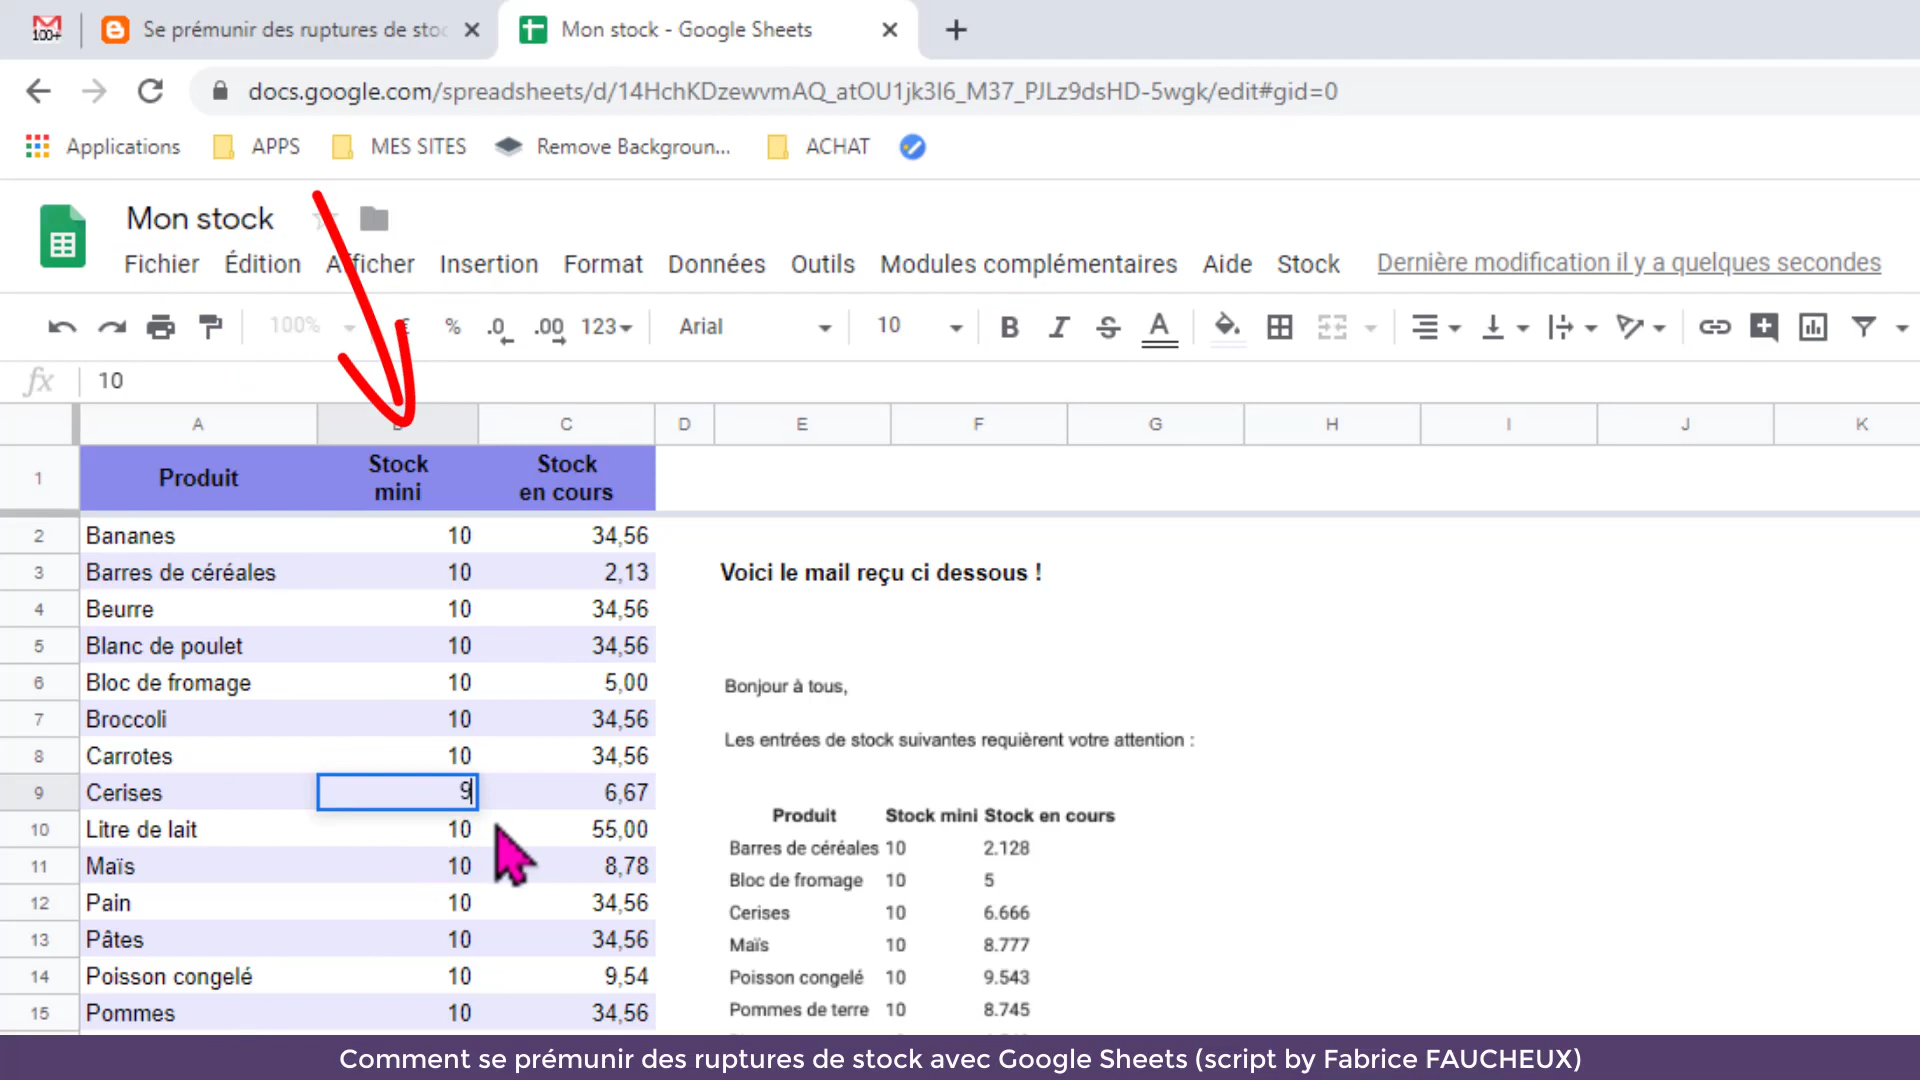 100+
Se prémunir des ruptures de stoc
Mon stock - Google Sheets
docs.google.com/spreadsheets/d/14HchKDzewvmAQ_atOU1jk3I6_M37_PJLz9dsHD-5wgk/edit#gid=0
Applications APPS MES SITES Remove Backgroun... ACHAT
Mon stock
Fichier Édition Afficher Insertion Format Données Outils Modules complémentaires Aide Stock Dernière modification il y a quelques secondes
100% € % .0 .00 123 Arial 10 B I S A
fx 10
A B C D E F G H I J K
1 Produit Stock mini Stock en cours
2 Bananes 10 34,56
3 Barres de céréales 10 2,13
Voici le mail reçu ci dessous !
4 Beurre 10 34,56
5 Blanc de poulet 10 34,56
6 Bloc de fromage 10 5,00
Bonjour à tous,
7 Broccoli 10 34,56
Les entrées de stock suivantes requièrent votre attention :
8 Carrotes 10 34,56
9 Cerises 9 6,67
10 Litre de lait 10 55,00
11 Maïs 10 8,78
12 Pain 10 34,56
13 Pâtes 10 34,56
14 Poisson congelé 10 9,54
15 Pommes 10 34,56
Produit Stock mini Stock en cours
Barres de céréales 10 2.128
Bloc de fromage 10 5
Cerises 10 6.666
Maïs 10 8.777
Poisson congelé 10 9.543
Pommes de terre 10 8.745
Comment se prémunir des ruptures de stock avec Google Sheets (script by Fabrice FAUCHEUX)